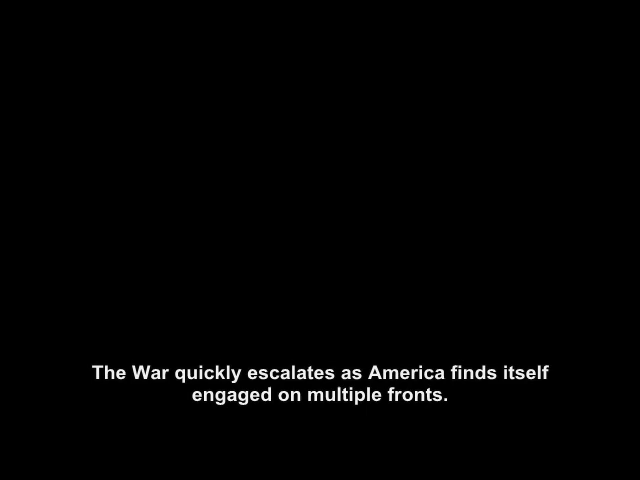 The War quickly escalates as America finds itself
engaged on multiple fronts.